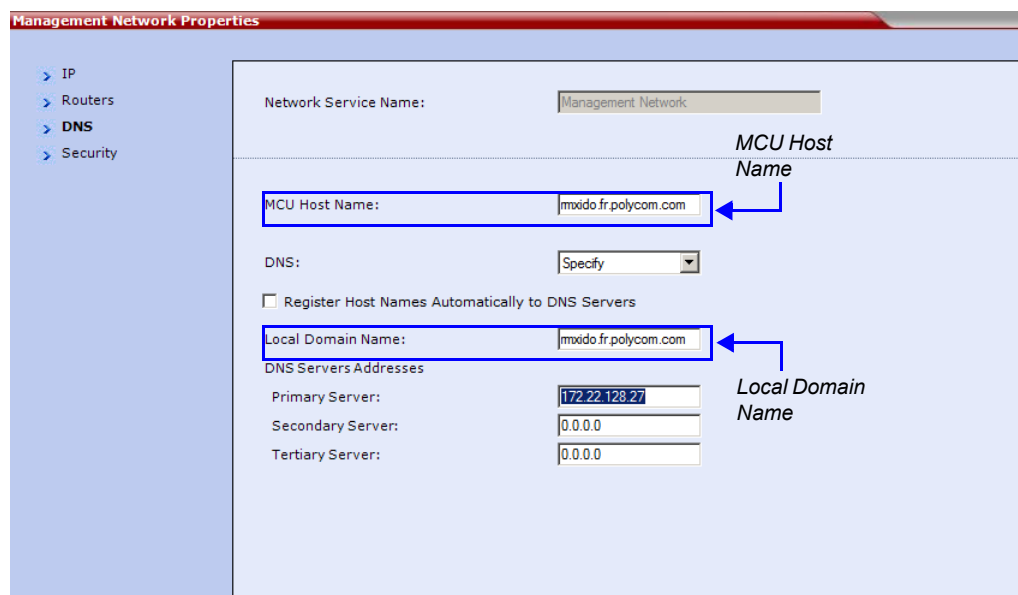 Management Network Properties
IP
Routers
DNS
Security
Network Service Name:
Management Network
MCU Host
Name
MCU Host Name:
rmxido.fr.polycom.com
DNS:
Specify
Register Host Names Automatically to DNS Servers
Local Domain Name:
rmxido.fr.polycom.com
DNS Servers Addresses
Local Domain
Name
Primary Server:
172.22.128.27
Secondary Server:
0.0.0.0
Tertiary Server:
0.0.0.0